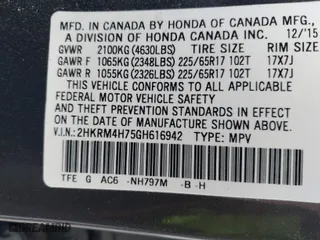 MFD. IN CANADA BY HONDA OF CANADA MFG.,
A DIVISION OF HONDA CANADA INC. 12/'15
GVWR 2100KG(4630LBS) TIRE SIZE RIM SIZE
GAWR F 1065KG(2348LBS) 225/65R17 102T 17X7J
GAWR R 1055KG(2326LBS) 225/65R17 102T 17X7J
THIS VEHICLE CONFORMS TO ALL APPLICABLE
FEDERAL MOTOR VEHICLE SAFETY
AND THEFT PREVENTION STANDARDS IN EFFECT ON THE
DATE OF MANUFACTURE SHOWN ABOVE.
V.I.N.:2HKRM4H75GH616942 TYPE: MPV
TFE G AC6 -NH797M -B -H